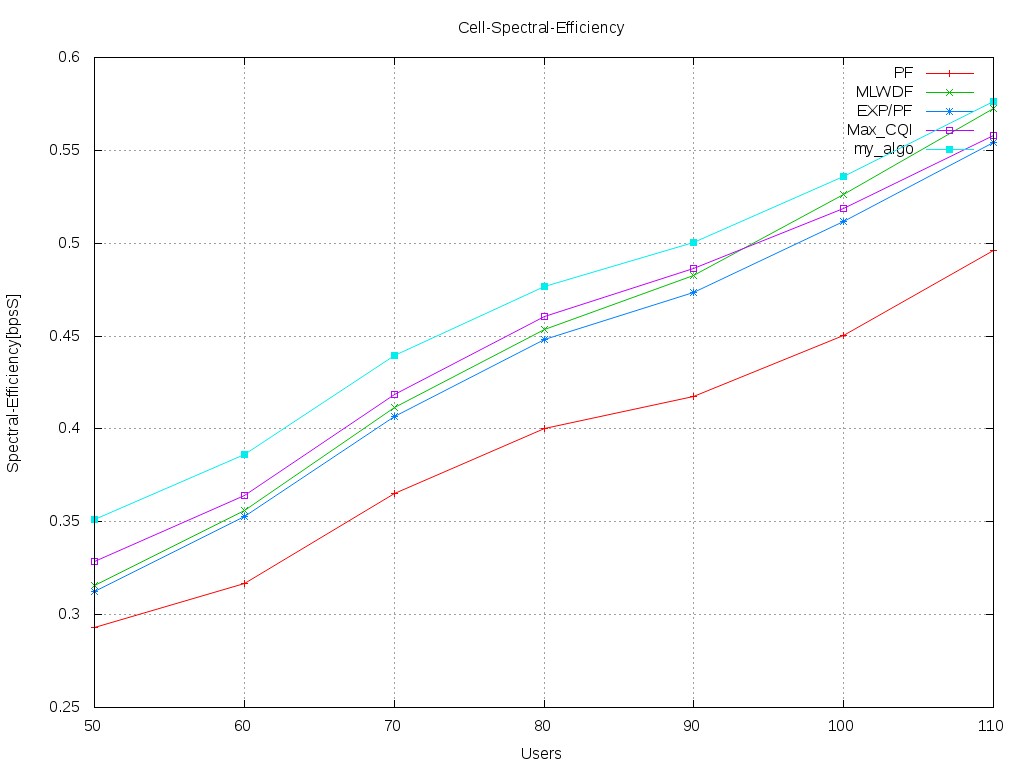 Cell-Spectral-Efficiency
0.6
0.55
0.5
0.45
0.4
0.35
0.3
0.25
Spectral-Efficiency[bpsS]
PF
MLWDF
EXP/PF
Max_CQI
my_algo
50 60 70 80 90 100 110
Users